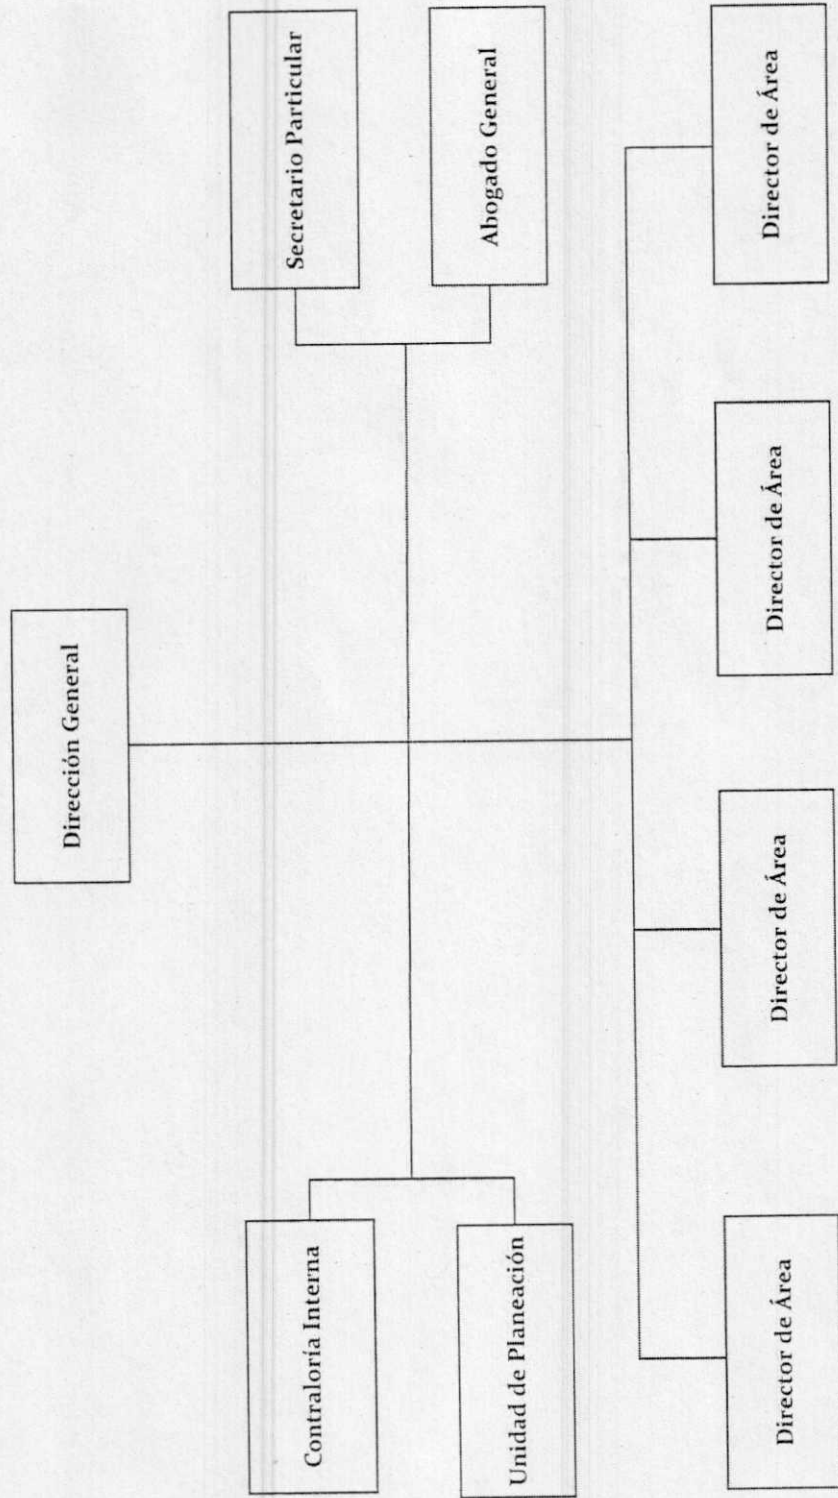 Dirección General
Contraloría Interna
Secretario Particular
Unidad de Planeación
Abogado General
Director de Área
Director de Área
Director de Área
Director de Área